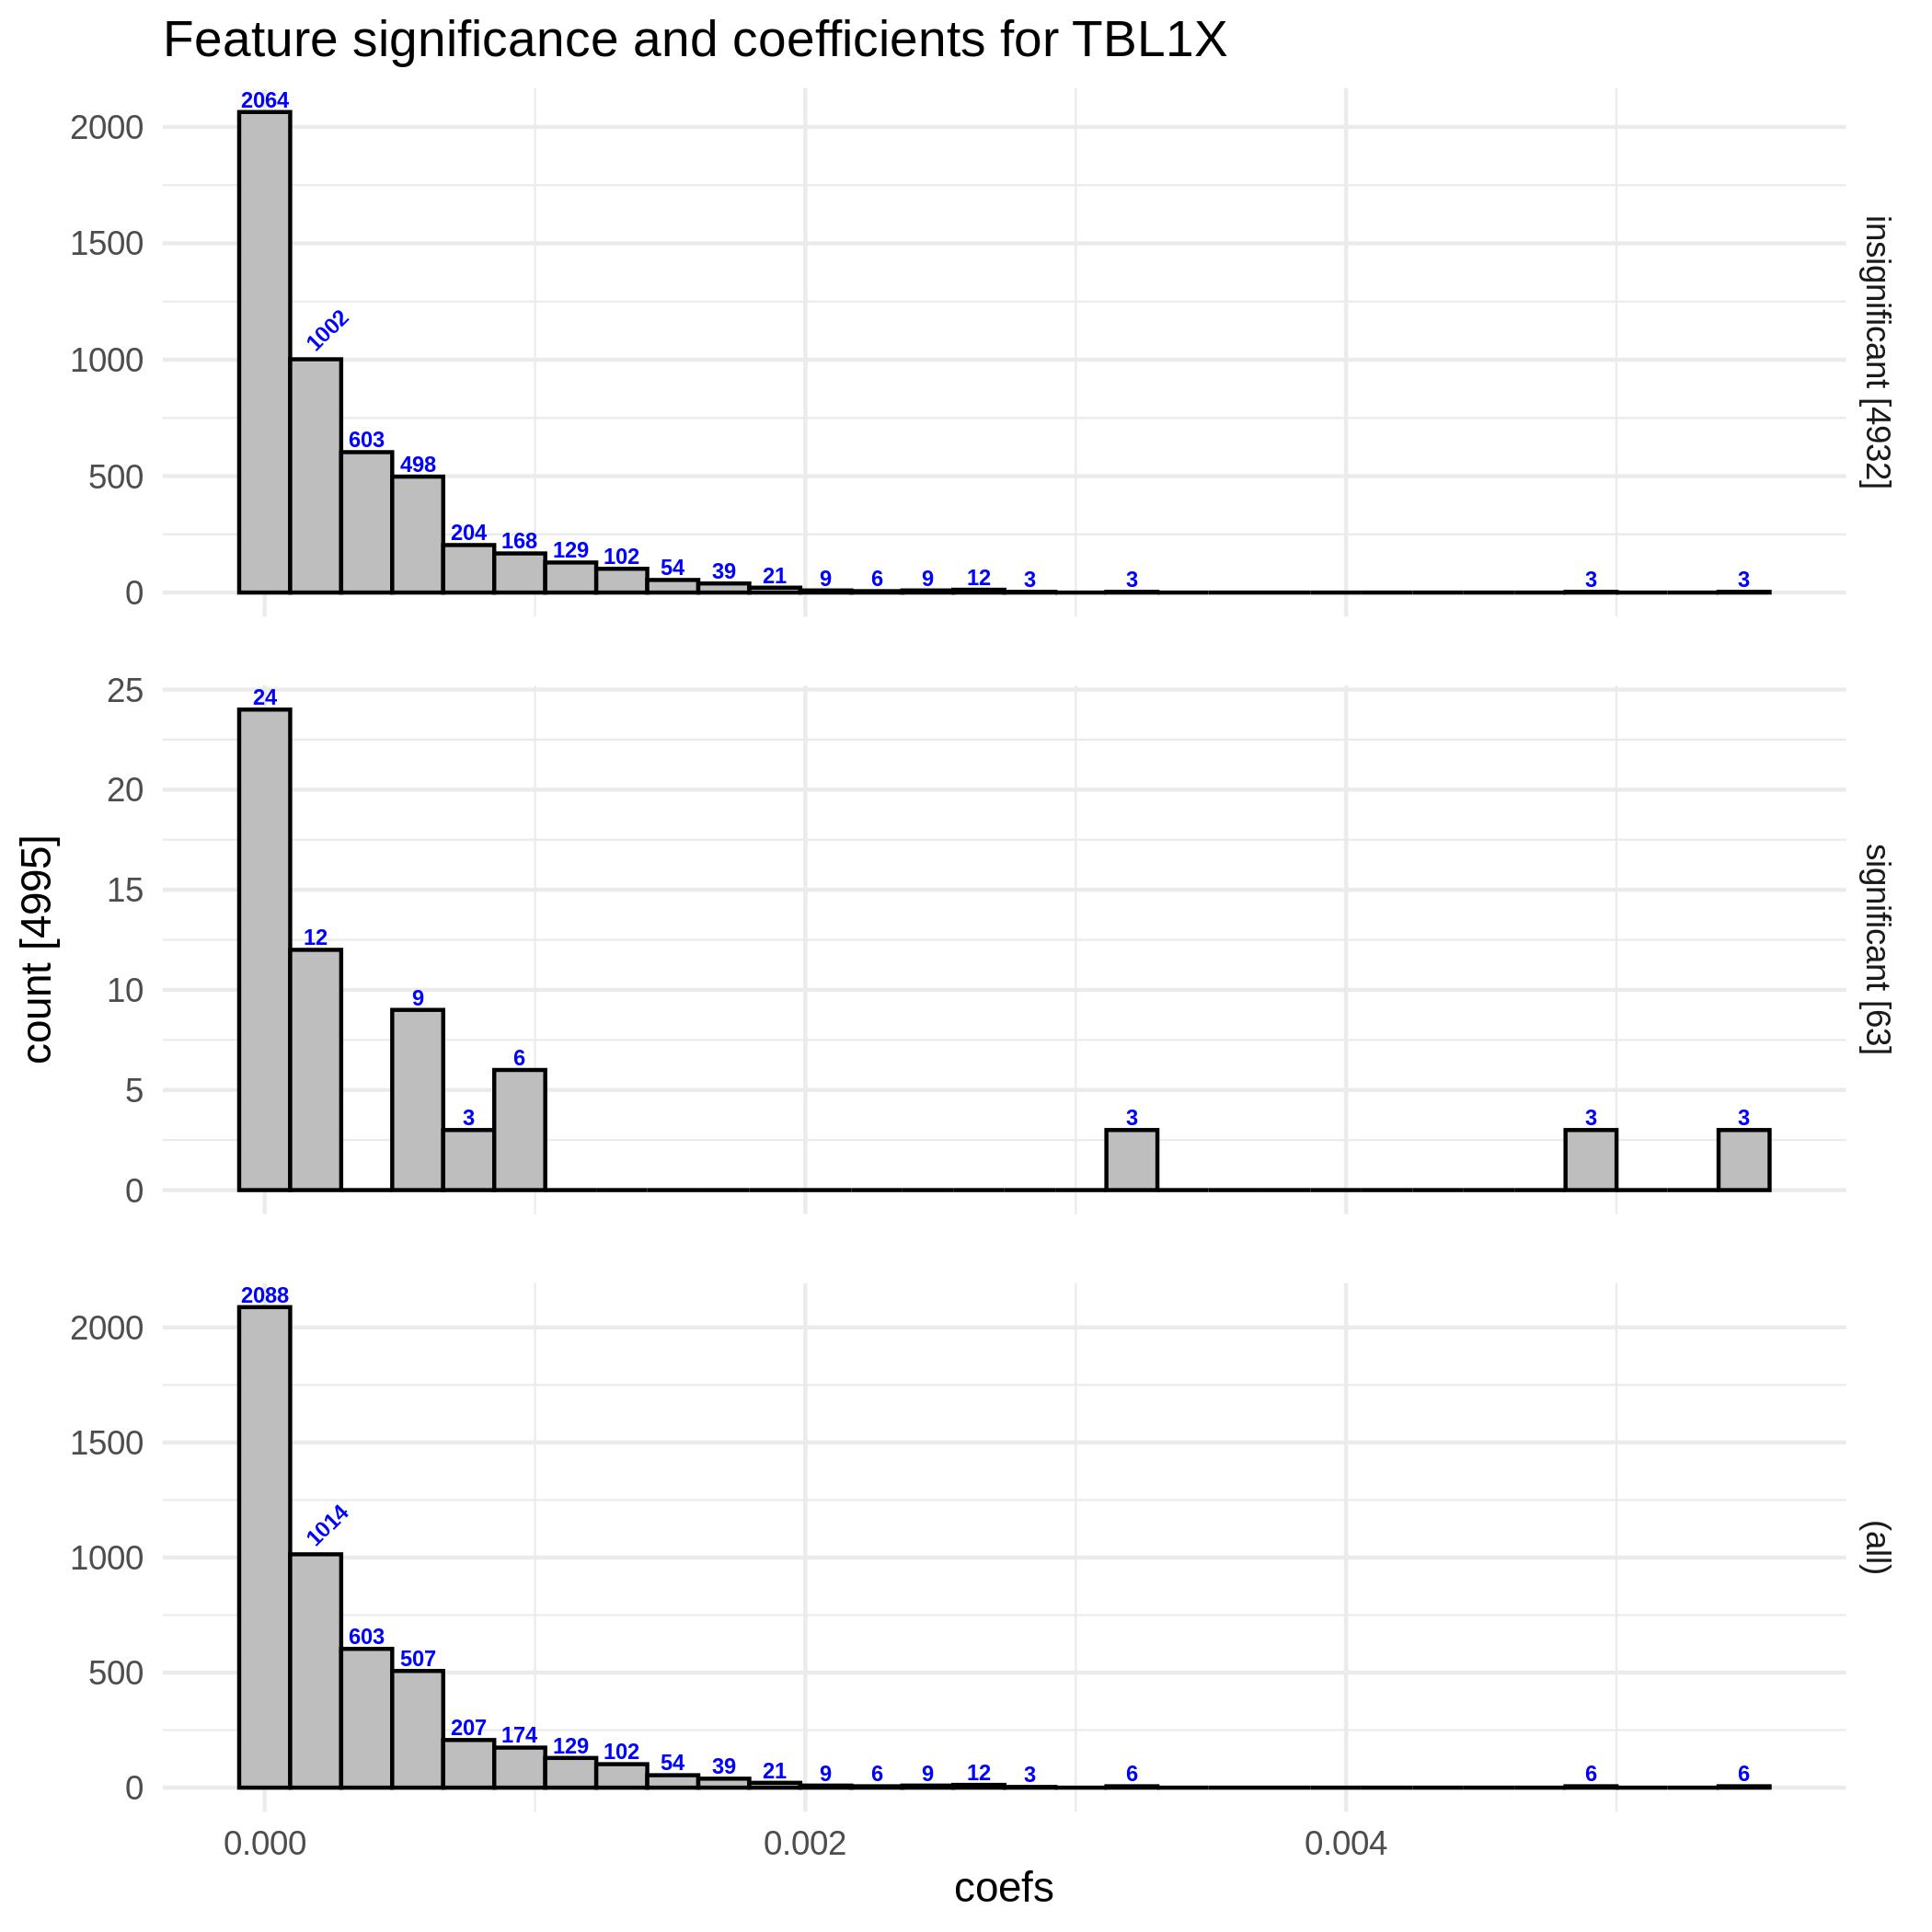 Feature significance and coefficients for TBL1X
2064
2000
1500
1002
1000
603
498
500
204 168 129 102 54 39 21 9 6 9 12 3 3 3 3
0
insignificant [4932]
25
24
20
15
12
10
9
6
5
3 3 3 3
0
significant [63]
count [4995]
2088
2000
1500
1014
1000
603
507
500
207 174 129 102 54 39 21 9 6 9 12 3 6 6 6
0
(all)
0.000 0.002 0.004
coefs